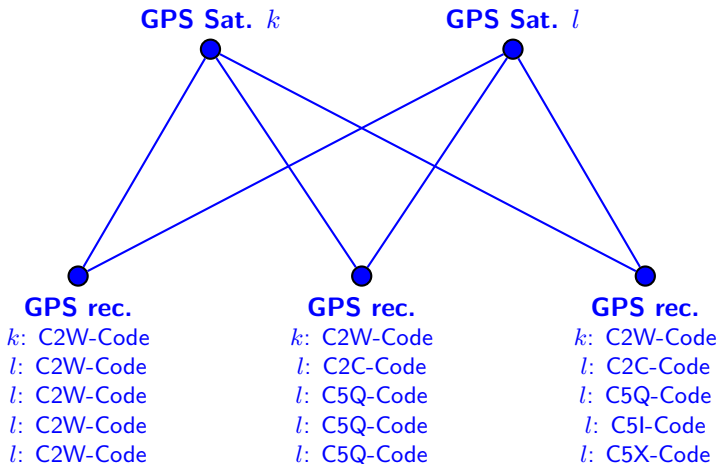 GPS Sat. k GPS Sat. l
GPS rec. GPS rec. GPS rec.
k: C2W-Code k: C2W-Code k: C2W-Code
l: C2W-Code l: C2C-Code l: C2C-Code
l: C2W-Code l: C5Q-Code l: C5Q-Code
l: C2W-Code l: C5Q-Code l: C5I-Code
l: C2W-Code l: C5Q-Code l: C5X-Code